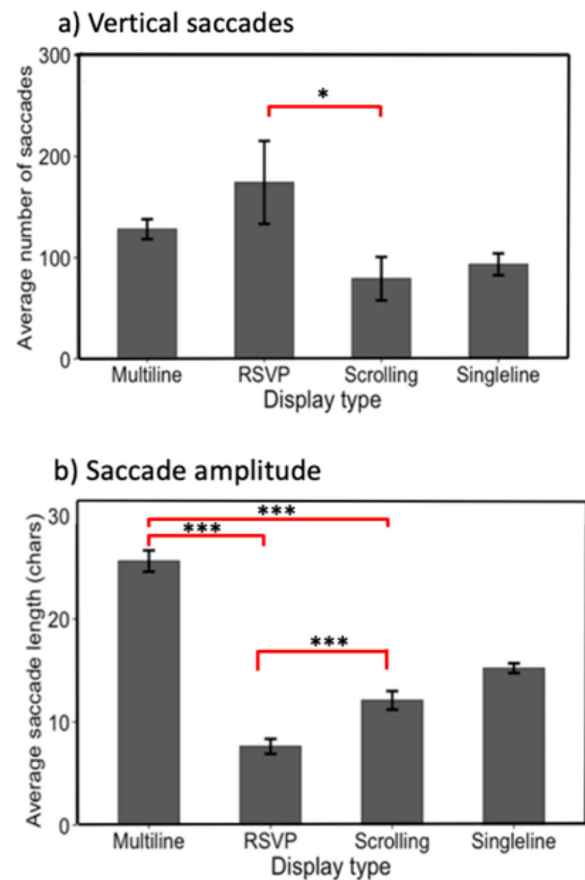 a) Vertical saccades
Average number of saccades
300
200
100
0
*
Multiline RSVP Scrolling Singleline
Display type
b) Saccade amplitude
Average saccade length (chars)
30
20
10
0
***
***
***
Multiline RSVP Scrolling Singleline
Display type